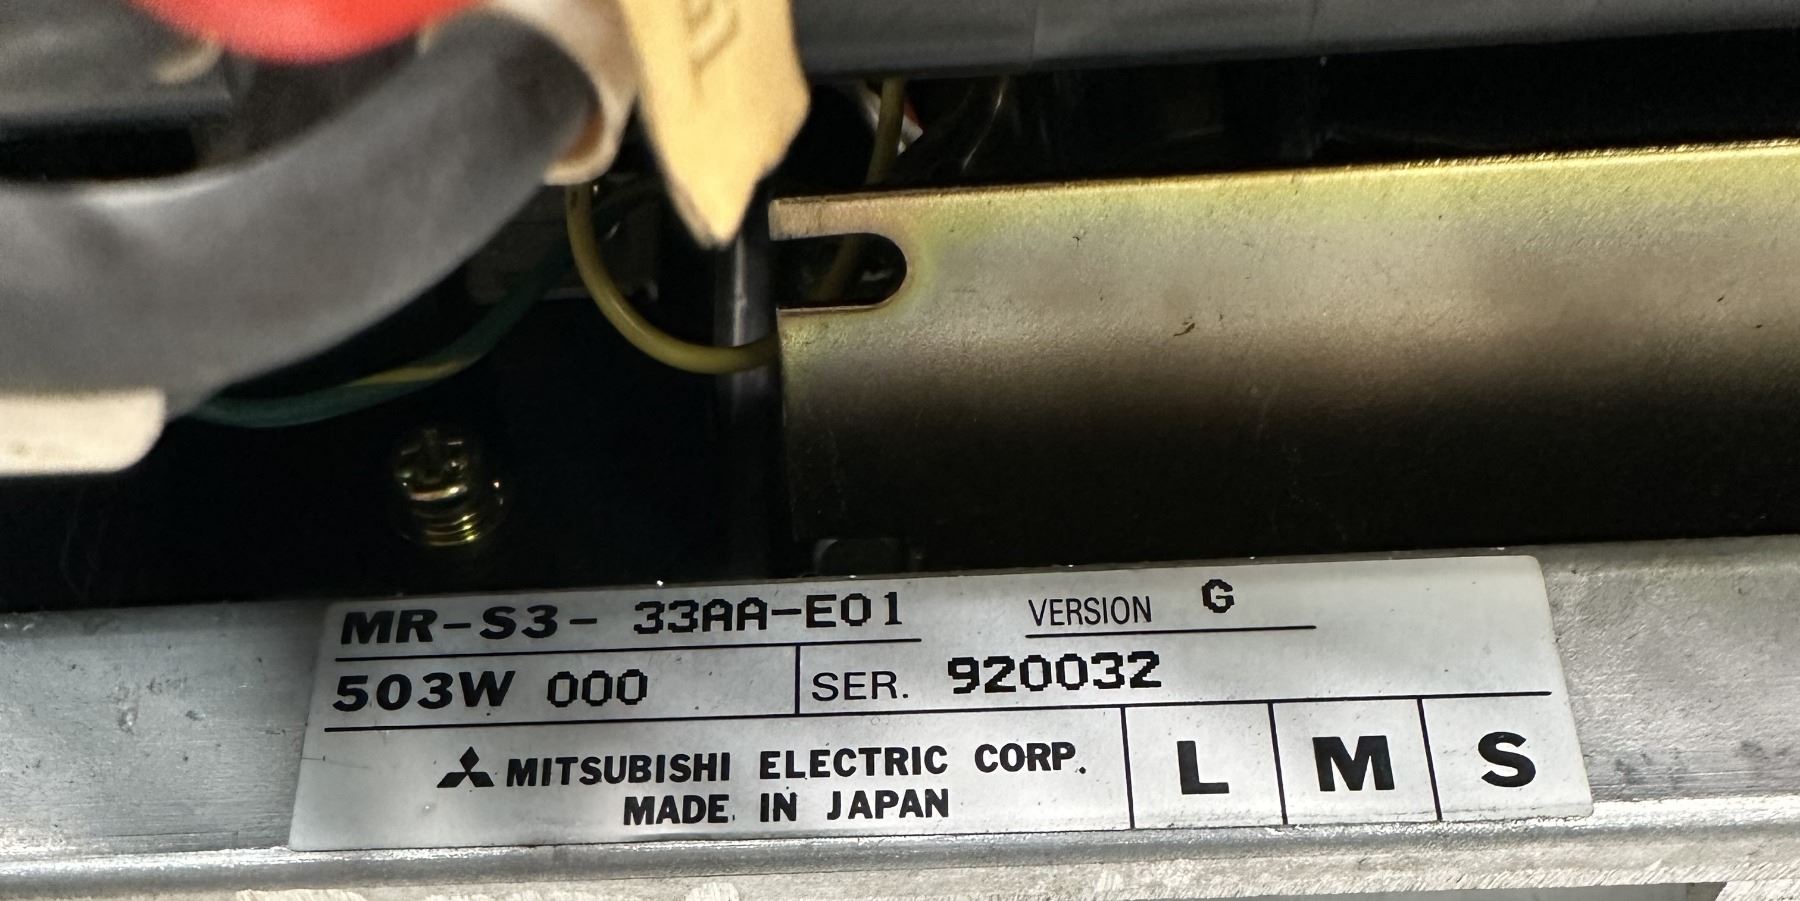 MR-S3-33AA-E01 VERSION G
503W 000 SER. 920032
MITSUBISHI ELECTRIC CORP.
MADE IN JAPAN
L M S